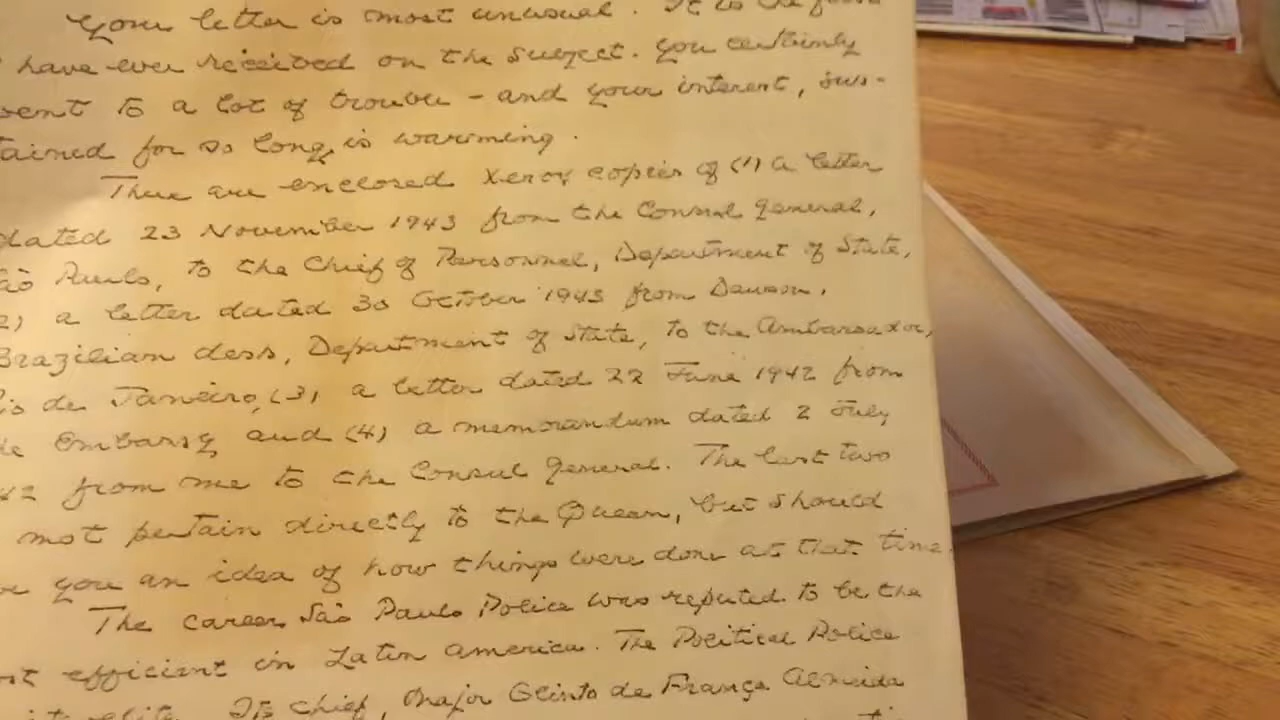 Your letter is most unusual. It is the
have ever received on the subject. You certainly
went to a lot of trouble - and your interest, sus-
tained for so long, is warming.
There are enclosed xerox copies of (1) a letter
dated 23 November 1943 from the Consul General,
São Paulo, to the Chief of Personnel, Department of State,
2) a letter dated 30 October 1943 from Dawson,
Brazilian desk, Department of State, to the Ambassador,
io de Janeiro, (3) a letter dated 22 June 1942 from
he Embassy and (4) a memorandum dated 2 July
42 from me to the Consul General. The last two
not pertain directly to the Queen, but should
ve you an idea of how things were done at that time.
The career São Paulo Police was reputed to be the
st efficient in Latin America. The Political Police
its elite. Its chief, Major Olinto de França Almeida